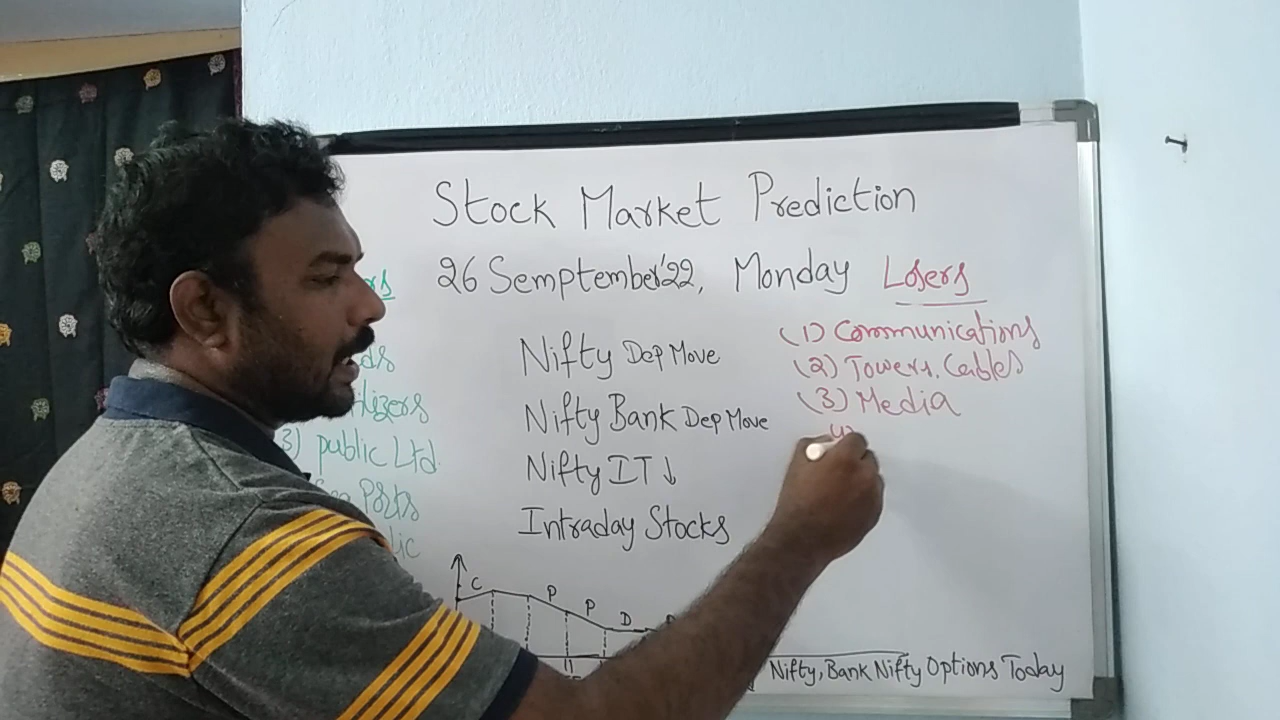 Stock Market Prediction
26 Semptember'22, Monday
Losers
(1) Communications
(2) Towers, Cables
(3) Media
Nifty Dep Move
Nifty Bank Dep Move
Nifty IT ↓
Intraday Stocks
3) public Ltd
Ports
C
P
P
D
Nifty, Bank Nifty Options Today